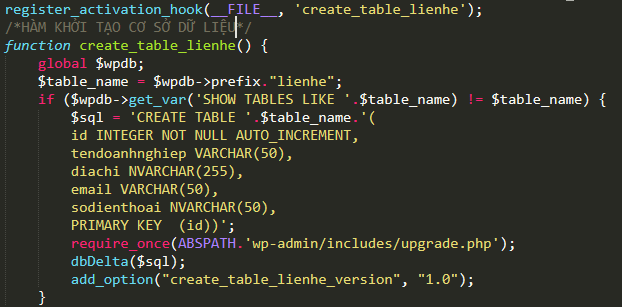 register_activation_hook(__FILE__, 'create_table_lienhe');
/*HÀM KHỞI TẠO CƠ SỞ DỮ LIỆU*/
function create_table_lienhe() {
global $wpdb;
$table_name = $wpdb->prefix."lienhe";
if ($wpdb->get_var('SHOW TABLES LIKE '.$table_name) != $table_name) {
$sql = 'CREATE TABLE '.$table_name.'(
id INTEGER NOT NULL AUTO_INCREMENT,
tendoanhnghiep VARCHAR(50),
diachi NVARCHAR(255),
email VARCHAR(50),
sodienthoai NVARCHAR(50),
PRIMARY KEY  (id))';
require_once(ABSPATH.'wp-admin/includes/upgrade.php');
dbDelta($sql);
add_option("create_table_lienhe_version", "1.0");
}